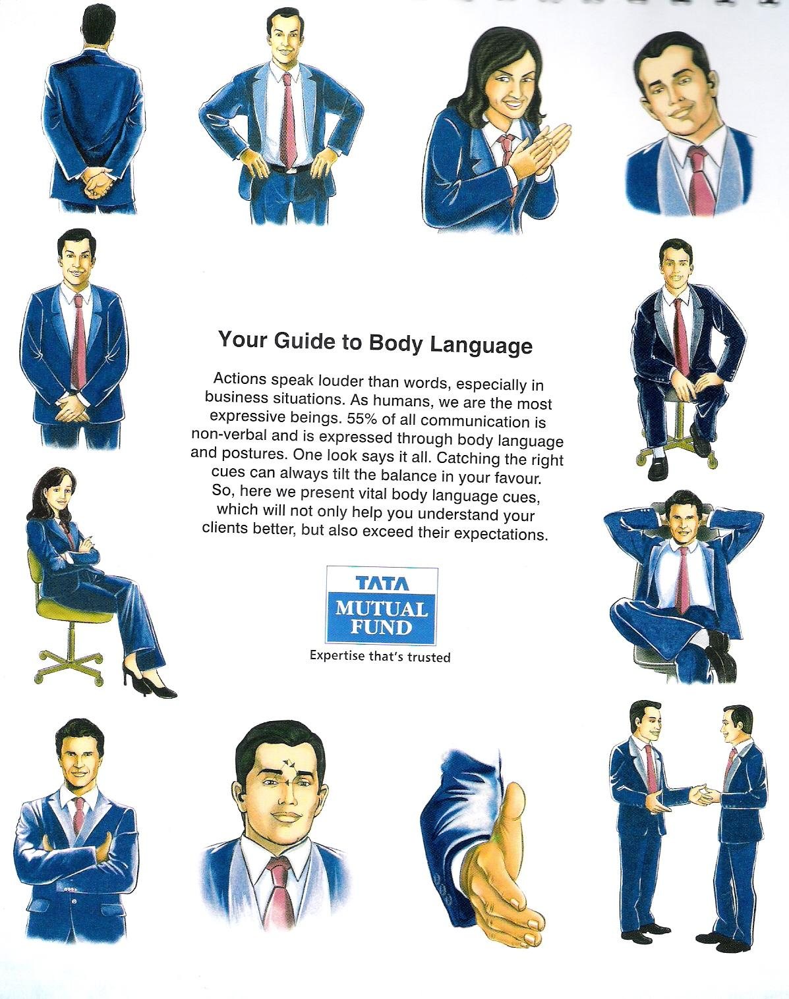 Your Guide to Body Language
Actions speak louder than words, especially in
business situations. As humans, we are the most
expressive beings. 55% of all communication is
non-verbal and is expressed through body language
and postures. One look says it all. Catching the right
cues can always tilt the balance in your favour.
So, here we present vital body language cues,
which will not only help you understand your
clients better, but also exceed their expectations.
TATA
MUTUAL
FUND
Expertise that's trusted